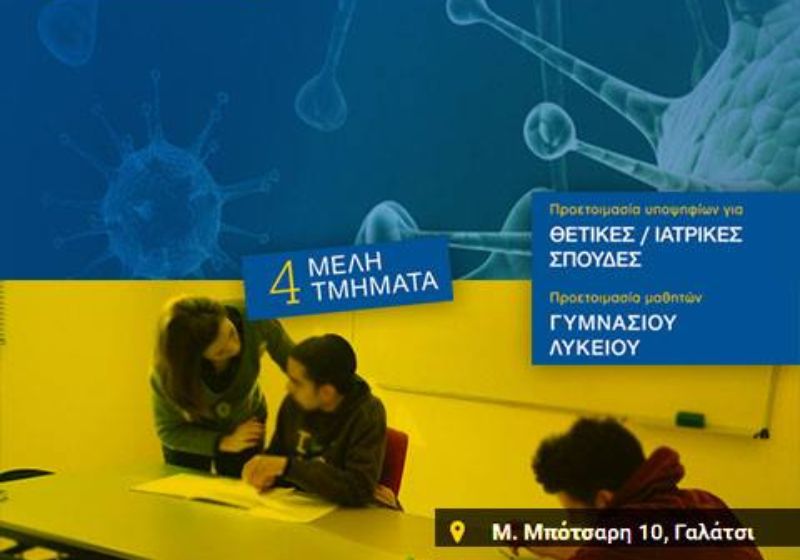 Προετοιμασία υποψηφίων για
ΘΕΤΙΚΕΣ / ΙΑΤΡΙΚΕΣ
ΣΠΟΥΔΕΣ
4 ΜΕΛΗ
ΤΜΗΜΑΤΑ
Προετοιμασία μαθητών
ΓΥΜΝΑΣΙΟΥ
ΛΥΚΕΙΟΥ
Μ. Μπότσαρη 10, Γαλάτσι